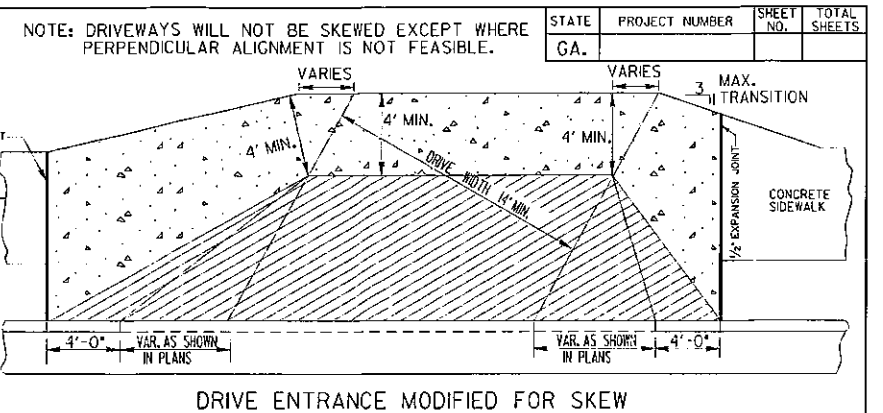 NOTE: DRIVEWAYS WILL NOT BE SKEWED EXCEPT WHERE
PERPENDICULAR ALIGNMENT IS NOT FEASIBLE.
STATE PROJECT NUMBER SHEET NO. TOTAL SHEETS
GA.
VARIES
VARIES
3
MAX.
TRANSITION
1
T
4' MIN.
4' MIN.
4' MIN.
DRIVE WIDTH 14' MIN.
1/2" EXPANSION JOINT
CONCRETE
SIDEWALK
4'-0"
VAR. AS SHOWN
IN PLANS
VAR. AS SHOWN
IN PLANS
4'-0"
DRIVE ENTRANCE MODIFIED FOR SKEW